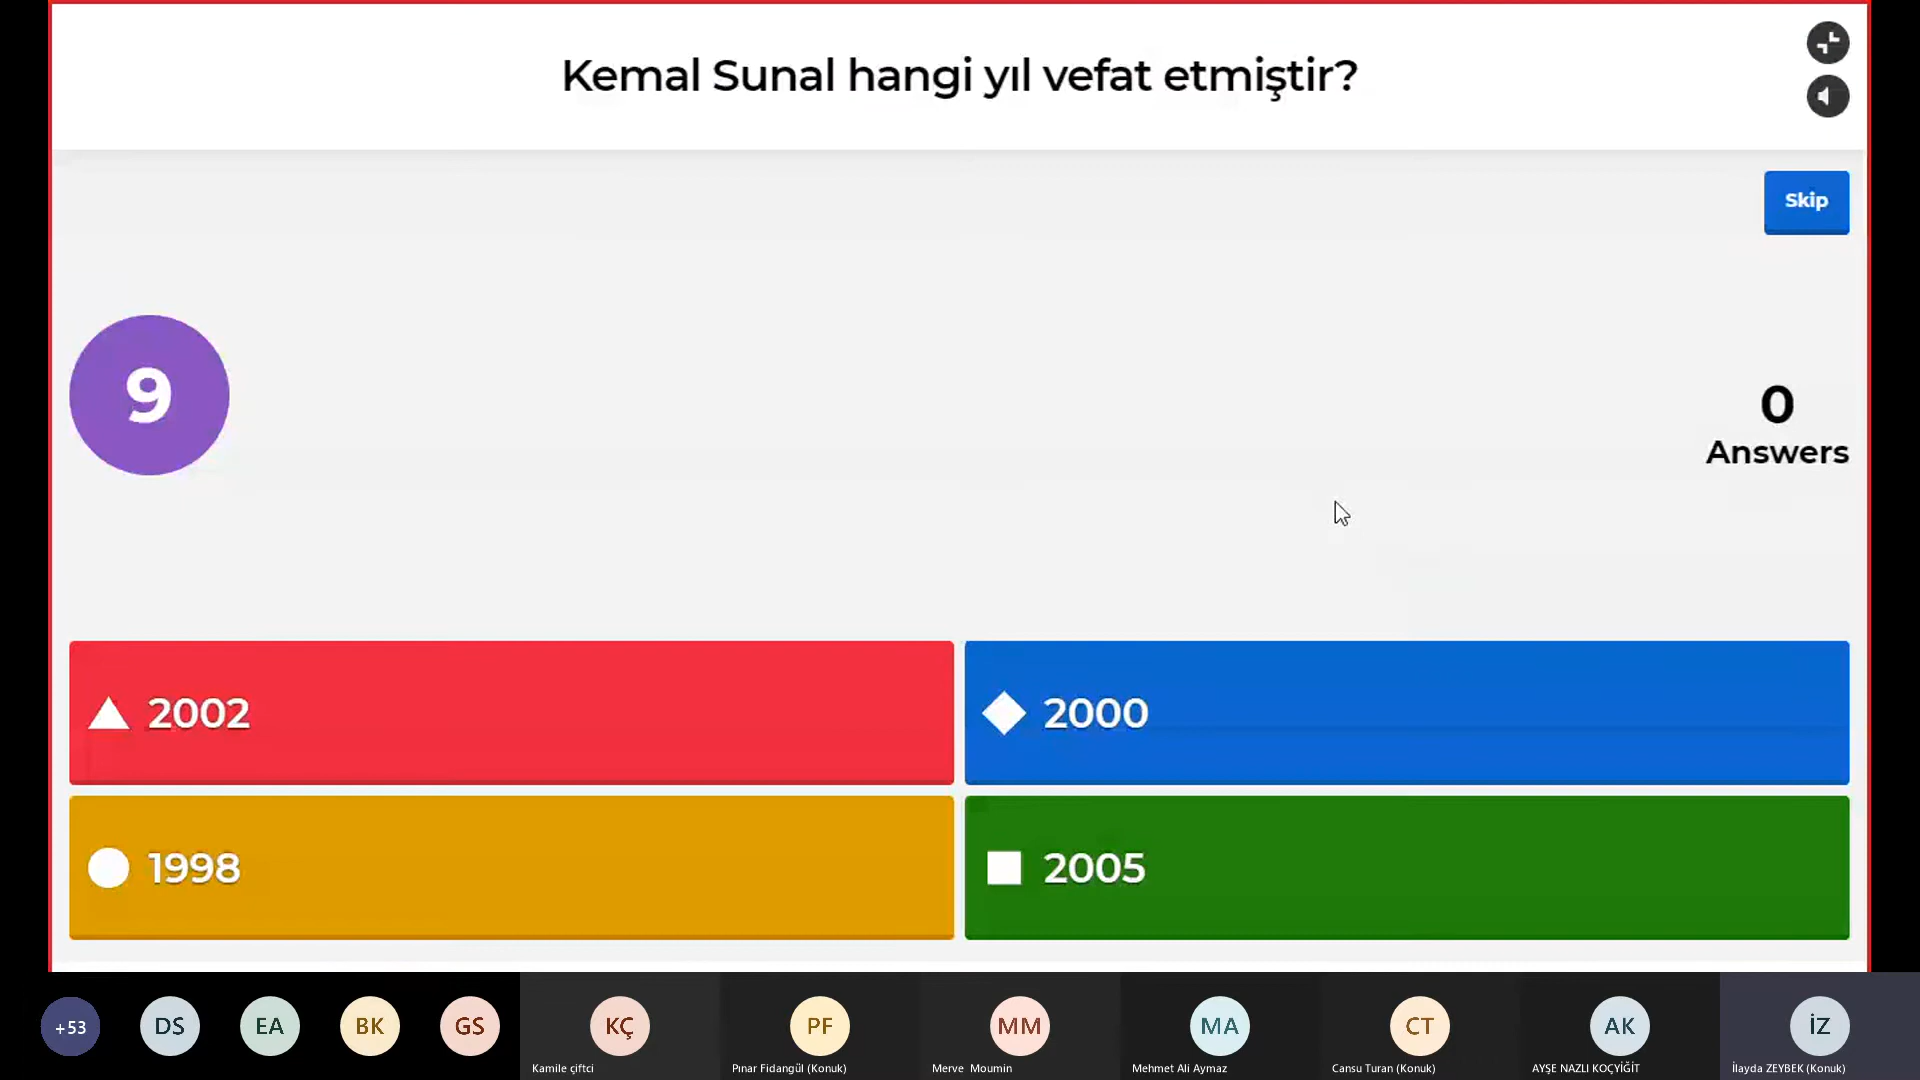 Kemal Sunal hangi yıl vefat etmiştir?
Skip
9
0
Answers
2002
2000
1998
2005
+53
DS
EA
BK
GS
KÇ
PF
MM
MA
CT
AK
İZ
Kamile çiftci
Pınar Fidangül (Konuk)
Merve Moumin
Mehmet Ali Aymaz
Cansu Turan (Konuk)
AYŞE NAZLI KOÇYİĞİT
İlayda ZEYBEK (Konuk)